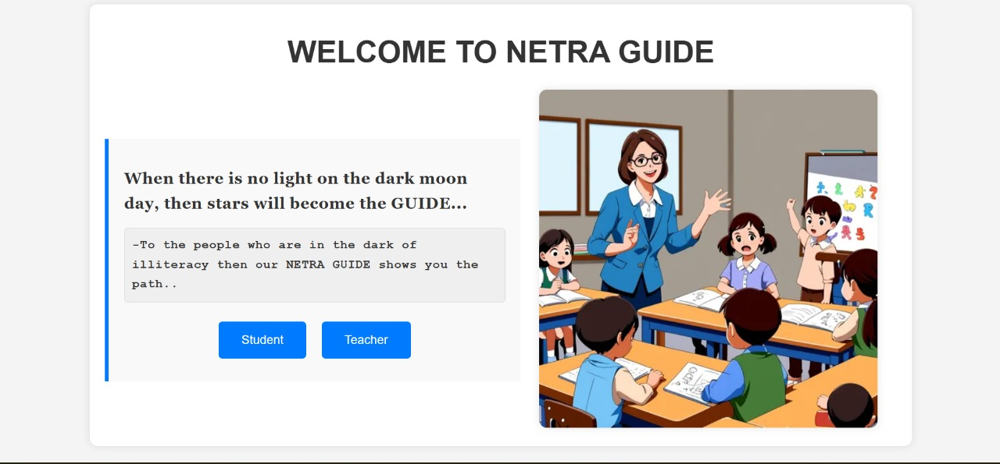 WELCOME TO NETRA GUIDE
When there is no light on the dark moon
day, then stars will become the GUIDE...
-To the people who are in the dark of
illiteracy then our NETRA GUIDE shows you the
path..
Student
Teacher